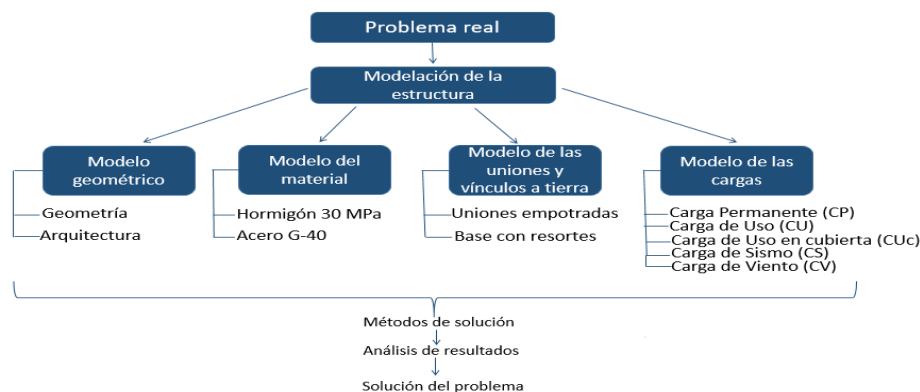 Problema real
Modelación de la
estructura
Modelo
geométrico
Geometría
Arquitectura
Modelo del
material
Hormigón 30 MPa
Acero G-40
Modelo de las
uniones y
vínculos a tierra
Uniones empotradas
Base con resortes
Modelo de las
cargas
Carga Permanente (CP)
Carga de Uso (CU)
Carga de Uso en cubierta (CUc)
Carga de Sismo (CS)
Carga de Viento (CV)
Métodos de solución
Análisis de resultados
Solución del problema